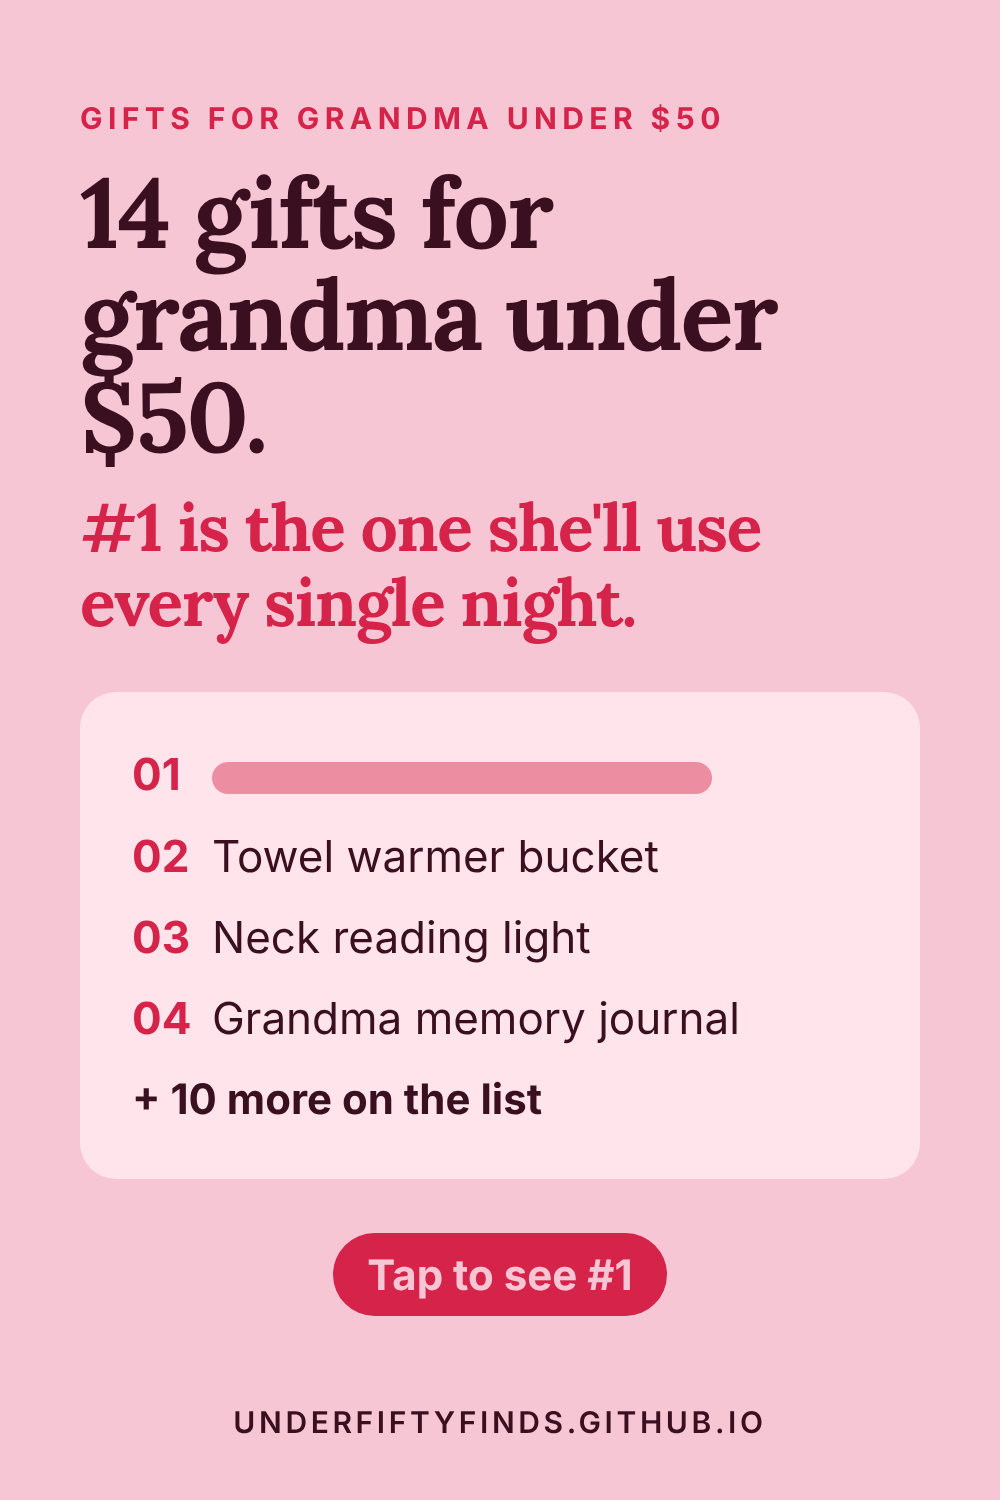 GIFTS FOR GRANDMA UNDER $50
14 gifts for
grandma under
$50.
#1 is the one she'll use
every single night.
01
02 Towel warmer bucket
03 Neck reading light
04 Grandma memory journal
+ 10 more on the list
Tap to see #1
UNDERFIFTYFINDS.GITHUB.IO